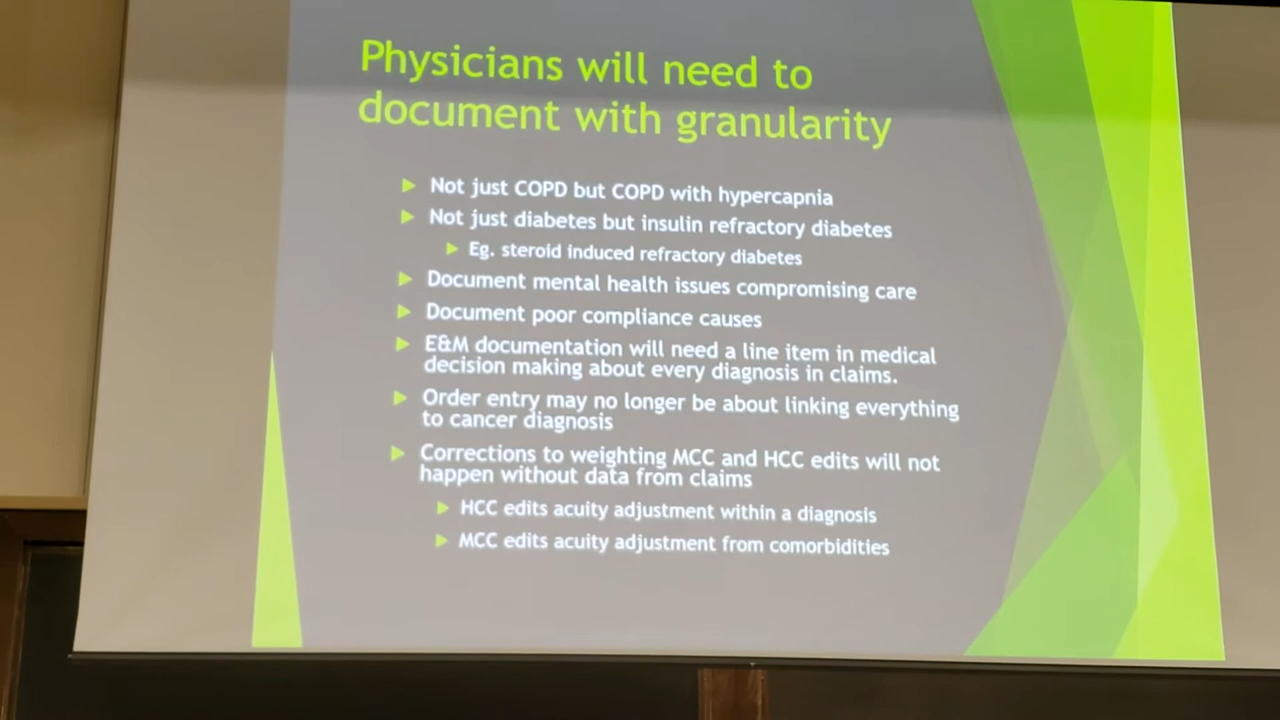 Physicians will need to
document with granularity
Not just COPD but COPD with hypercapnia
Not just diabetes but insulin refractory diabetes
Eg. steroid induced refractory diabetes
Document mental health issues compromising care
Document poor compliance causes
E&M documentation will need a line item in medical
decision making about every diagnosis in claims.
Order entry may no longer be about linking everything
to cancer diagnosis
Corrections to weighting MCC and HCC edits will not
happen without data from claims
HCC edits acuity adjustment within a diagnosis
MCC edits acuity adjustment from comorbidities